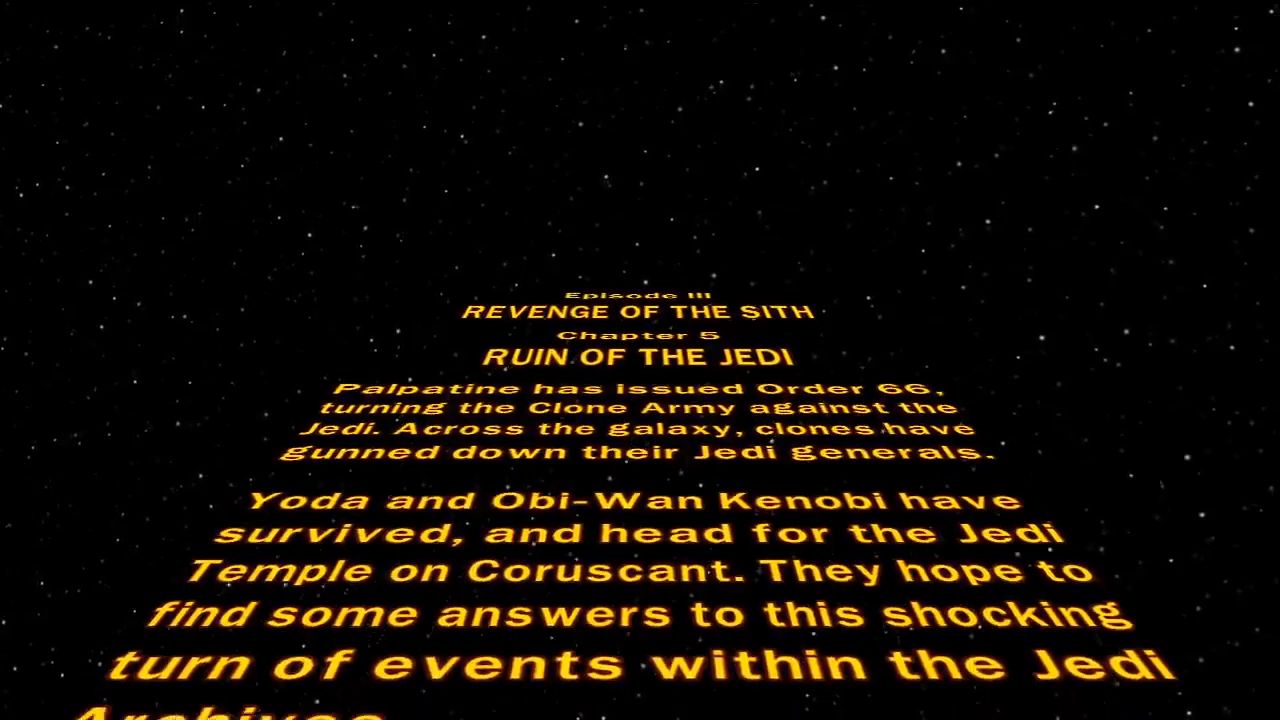 Episode III
REVENGE OF THE SITH
Chapter 5
RUIN OF THE JEDI
Palpatine has issued Order 66,
turning the Clone Army against the
Jedi. Across the galaxy, clones have
gunned down their Jedi generals.
Yoda and Obi-Wan Kenobi have
survived, and head for the Jedi
Temple on Coruscant. They hope to
find some answers to this shocking
turn of events within the Jedi
Archives